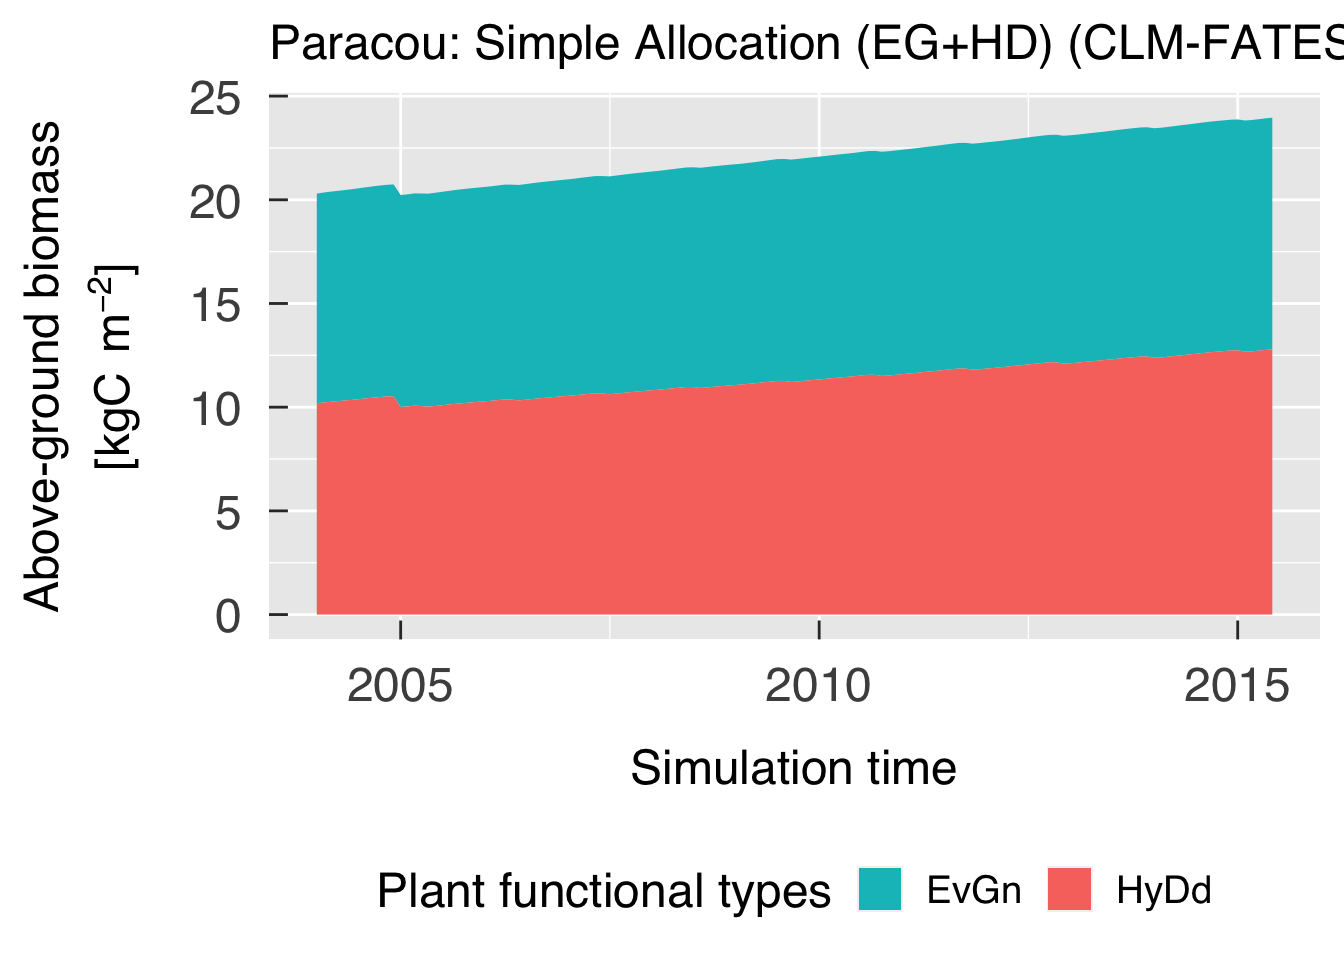 Paracou: Simple Allocation (EG+HD) (CLM-FATES
Above-ground biomass
[kgC m⁻²]
25
20
15
10
5
0
2005 2010 2015
Simulation time
Plant functional types EvGn HyDd